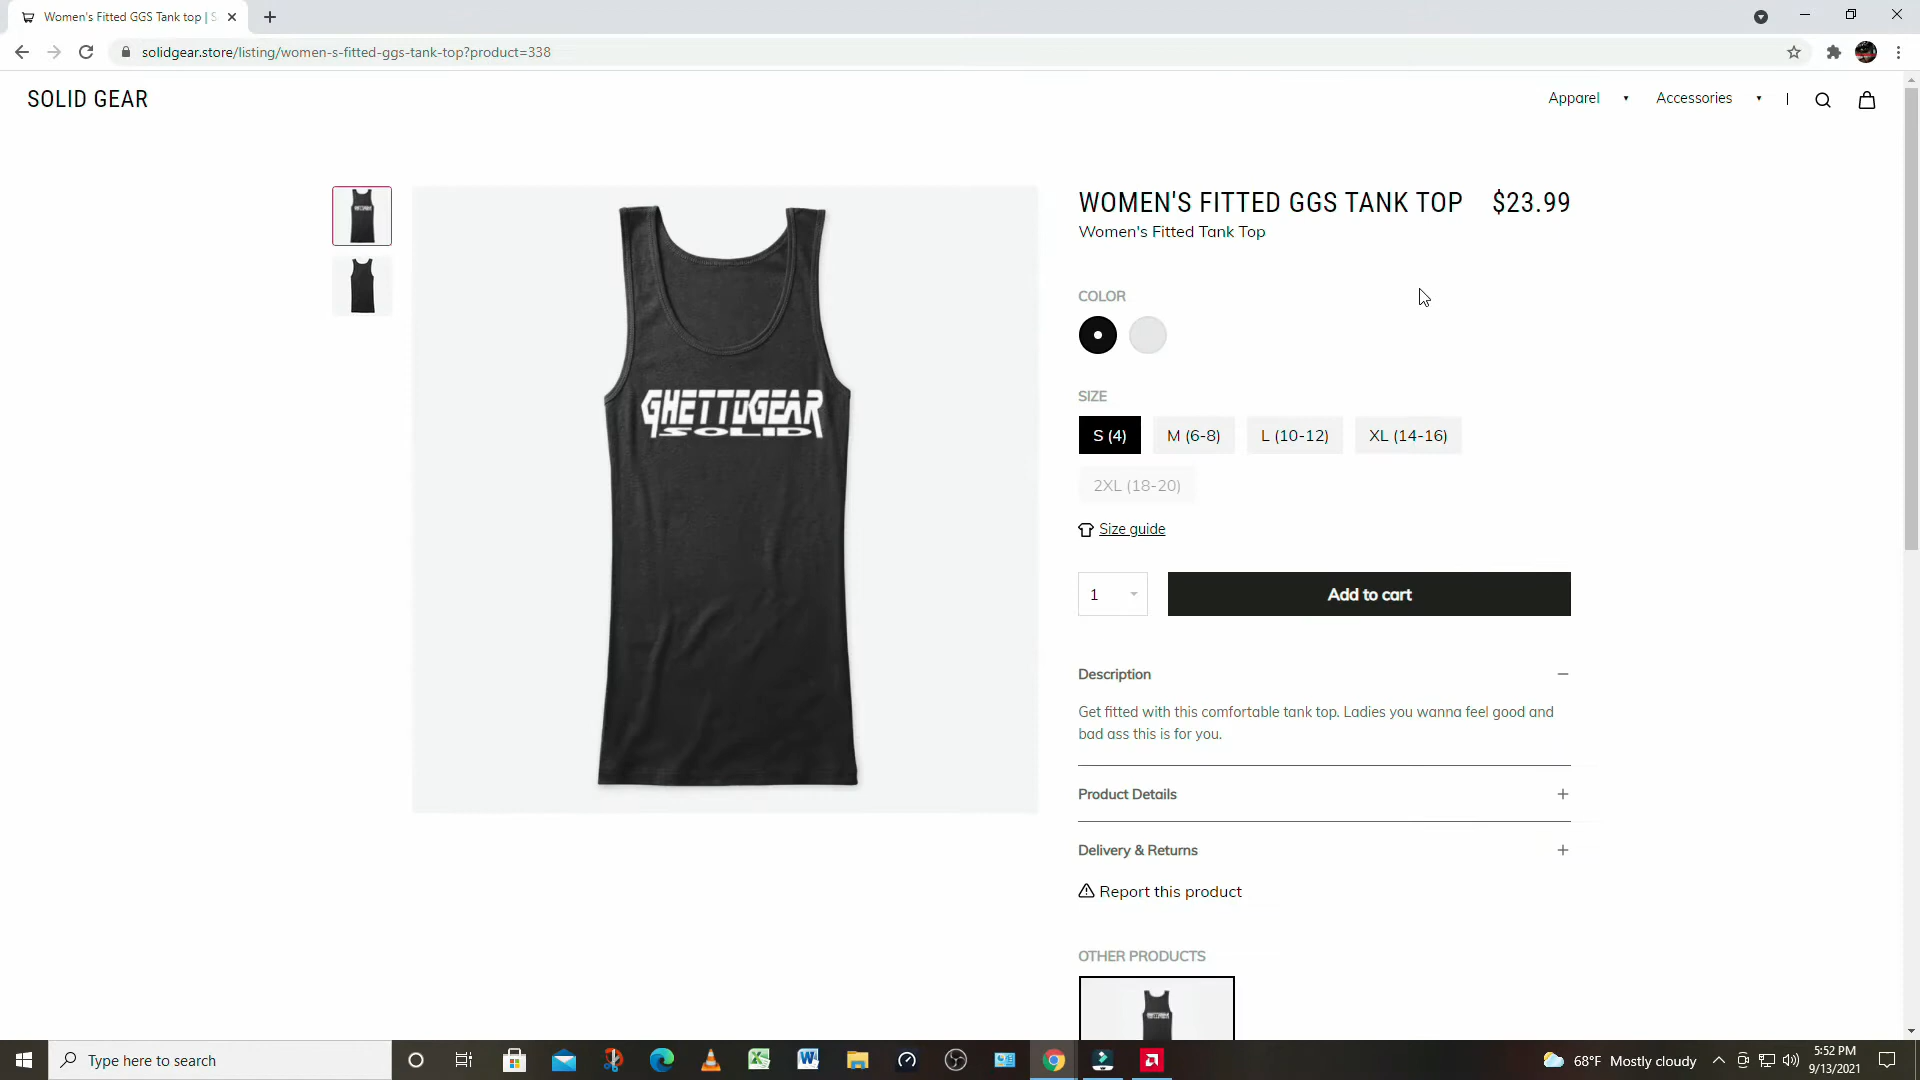 Women's Fitted GGS Tank top | S
solidgear.store/listing/women-s-fitted-ggs-tank-top?product=338
SOLID GEAR
Apparel
Accessories
GHETTOGEAR
SOLID
WOMEN'S FITTED GGS TANK TOP $23.99
Women's Fitted Tank Top
COLOR
SIZE
S (4) M (6-8) L (10-12) XL (14-16)
2XL (18-20)
Size guide
1 Add to cart
Description
Get fitted with this comfortable tank top. Ladies you wanna feel good and
bad ass this is for you.
Product Details
Delivery & Returns
Report this product
OTHER PRODUCTS
Type here to search
68°F Mostly cloudy
5:52 PM
9/13/2021